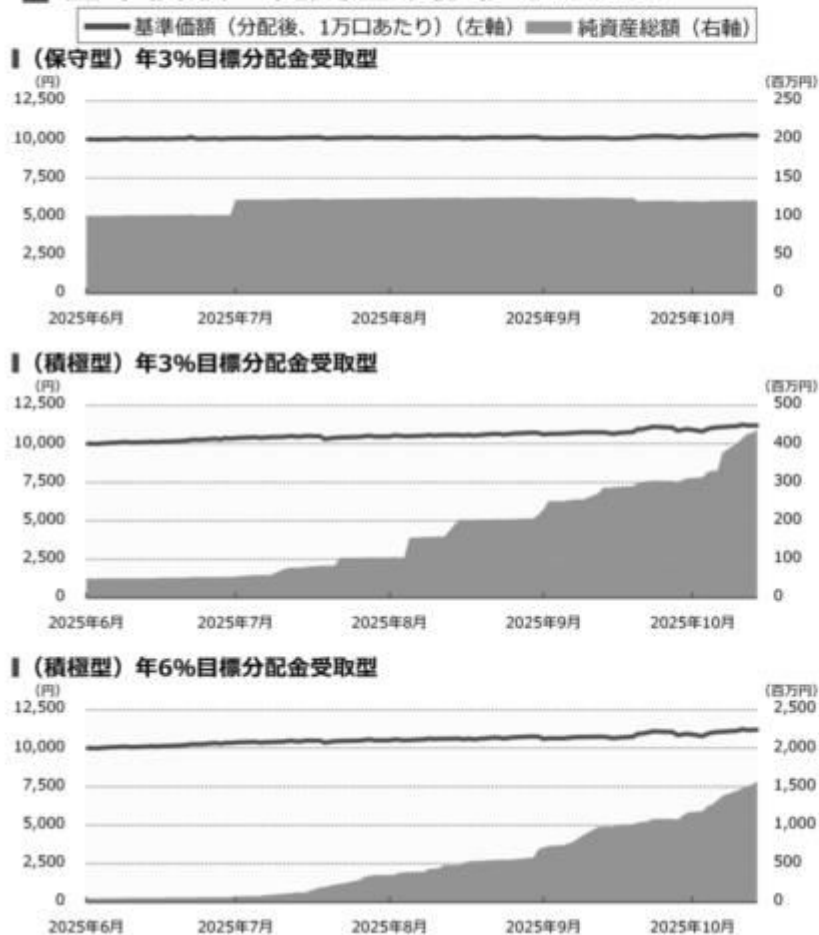 基準価額（分配後、1万口あたり）（左軸） 純資産総額（右軸）
（保守型）年3%目標分配金受取型
（円） （百万円）
12,500 250
10,000 200
7,500 150
5,000 100
2,500 50
0 0
2025年6月 2025年7月 2025年8月 2025年9月 2025年10月
（積極型）年3%目標分配金受取型
（円） （百万円）
12,500 500
10,000 400
7,500 300
5,000 200
2,500 100
0 0
2025年6月 2025年7月 2025年8月 2025年9月 2025年10月
（積極型）年6%目標分配金受取型
（円） （百万円）
12,500 2,500
10,000 2,000
7,500 1,500
5,000 1,000
2,500 500
0 0
2025年6月 2025年7月 2025年8月 2025年9月 2025年10月